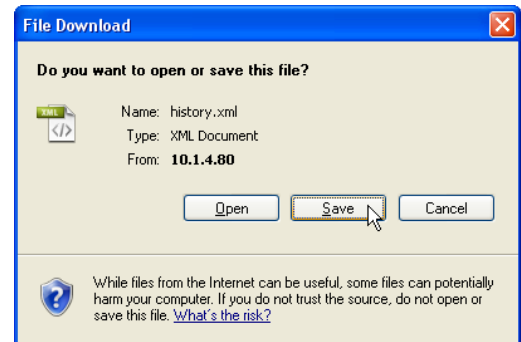 File Download
Do you want to open or save this file?
XML
</>
Name: history.xml
Type: XML Document
From: 10.1.4.80
Open Save Cancel
While files from the Internet can be useful, some files can potentially
harm your computer. If you do not trust the source, do not open or
save this file. What's the risk?